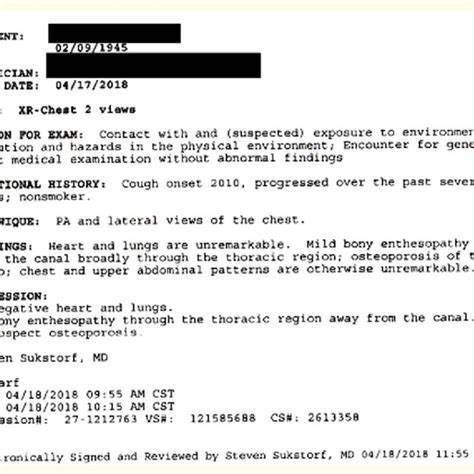 ENT:
02/09/1945
ICIAN:
DATE: 04/17/2018
: XR-Chest 2 views
ON FOR EXAM: Contact with and (suspected) exposure to environmen
tion and hazards in the physical environment; Encounter for gene
t medical examination without abnormal findings
TIONAL HISTORY: Cough onset 2010, progressed over the past seve
s; nonsmoker.
NIQUE: PA and lateral views of the chest.
INGS: Heart and lungs are unremarkable. Mild bony enthesopathy
the canal broadly through the thoracic region; osteoporosis of t
o; chest and upper abdominal patterns are otherwise unremarkable.
ESSION:
egative heart and lungs.
ony enthesopathy through the thoracic region away from the canal.
uspect osteoporosis.
en Sukstorf, MD
arf
04/18/2018 09:55 AM CST
04/18/2018 10:15 AM CST
ssion#: 27-1212763 VS#: 121585688 CS#: 2613358
ronically Signed and Reviewed by Steven Sukstorf, MD 04/18/2018 11:55